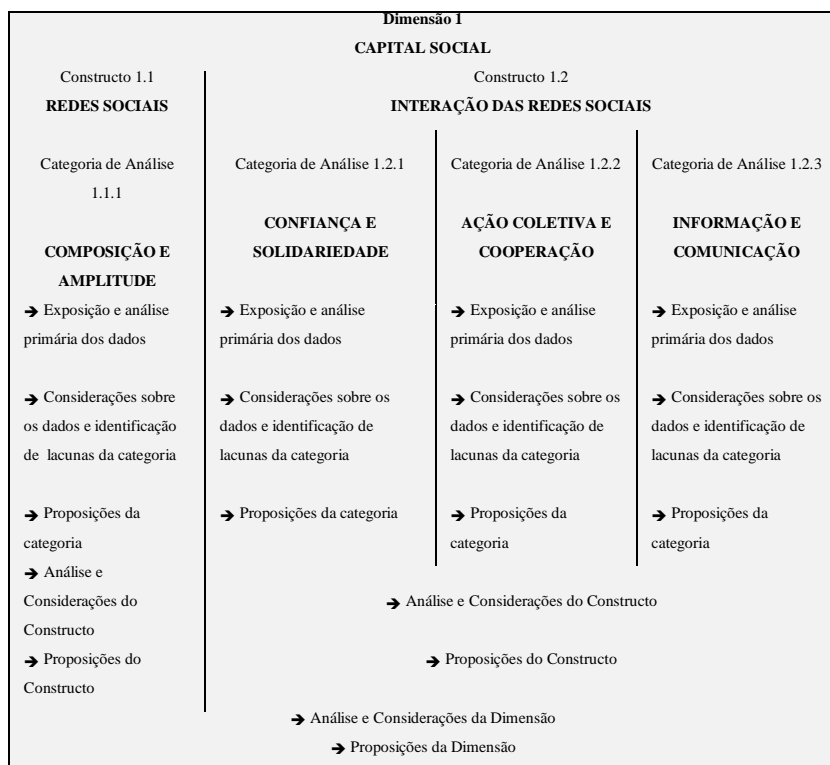 Dimensão 1
CAPITAL SOCIAL
Constructo 1.1
REDES SOCIAIS
Constructo 1.2
INTERAÇÃO DAS REDES SOCIAIS
Categoria de Análise
1.1.1
COMPOSIÇÃO E
AMPLITUDE
➔ Exposição e análise
primária dos dados
➔ Considerações sobre
os dados e identificação
de lacunas da categoria
➔ Proposições da
categoria
➔ Análise e
Considerações do
Constructo
➔ Proposições do
Constructo
Categoria de Análise 1.2.1
CONFIANÇA E
SOLIDARIEDADE
➔ Exposição e análise
primária dos dados
➔ Considerações sobre os
dados e identificação de
lacunas da categoria
➔ Proposições da categoria
Categoria de Análise 1.2.2
AÇÃO COLETIVA E
COOPERAÇÃO
➔ Exposição e análise
primária dos dados
➔ Considerações sobre os
dados e identificação de
lacunas da categoria
➔ Proposições da
categoria
Categoria de Análise 1.2.3
INFORMAÇÃO E
COMUNICAÇÃO
➔ Exposição e análise
primária dos dados
➔ Considerações sobre os
dados e identificação de
lacunas da categoria
➔ Proposições da
categoria
➔ Análise e Considerações do Constructo
➔ Proposições do Constructo
➔ Análise e Considerações da Dimensão
➔ Proposições da Dimensão